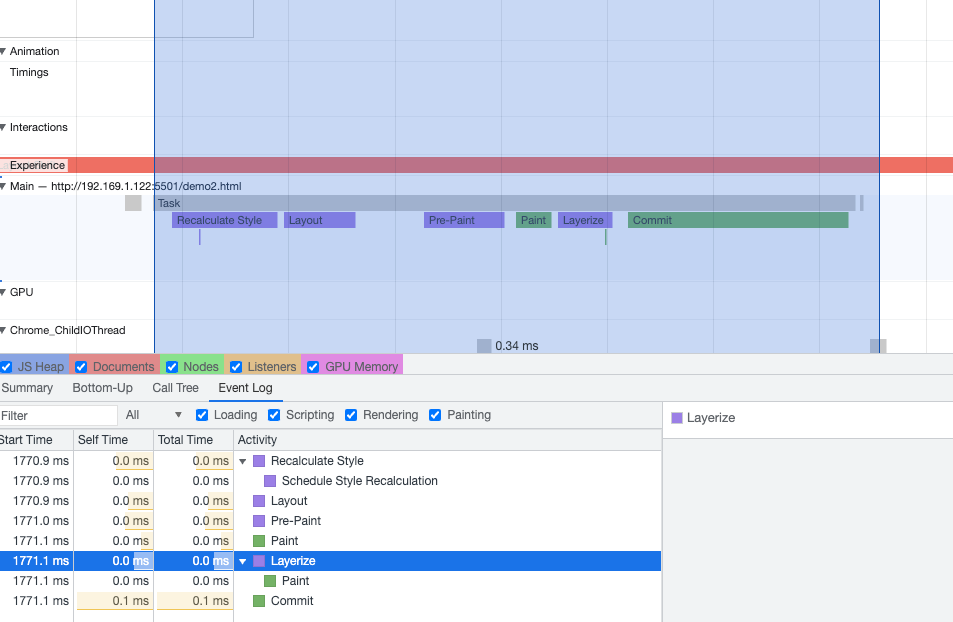 Animation
Timings
Interactions
Experience
Main — http://192.169.1.122:5501/demo2.html
Task
Recalculate Style Layout Pre-Paint Paint Layerize Commit
GPU
Chrome_ChildIOThread
0.34 ms
JS Heap Documents Nodes Listeners GPU Memory
Summary Bottom-Up Call Tree Event Log
Filter All Loading Scripting Rendering Painting
Layerize
Start Time Self Time Total Time Activity
1770.9 ms 0.0 ms 0.0 ms Recalculate Style
1770.9 ms 0.0 ms 0.0 ms Schedule Style Recalculation
1770.9 ms 0.0 ms 0.0 ms Layout
1771.0 ms 0.0 ms 0.0 ms Pre-Paint
1771.1 ms 0.0 ms 0.0 ms Paint
1771.1 ms 0.0 ms 0.0 ms Layerize
1771.1 ms 0.0 ms 0.0 ms Paint
1771.1 ms 0.1 ms 0.1 ms Commit